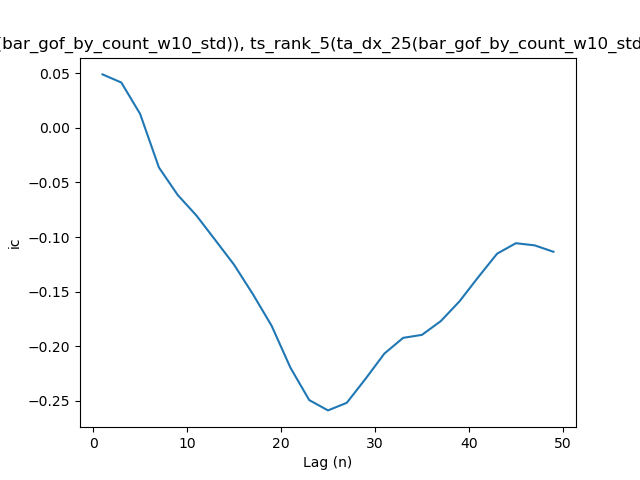 (bar_gof_by_count_w10_std)), ts_rank_5(ta_dx_25(bar_gof_by_count_w10_std
0.05
0.00
−0.05
−0.10
−0.15
−0.20
−0.25
ic
0 10 20 30 40 50
Lag (n)